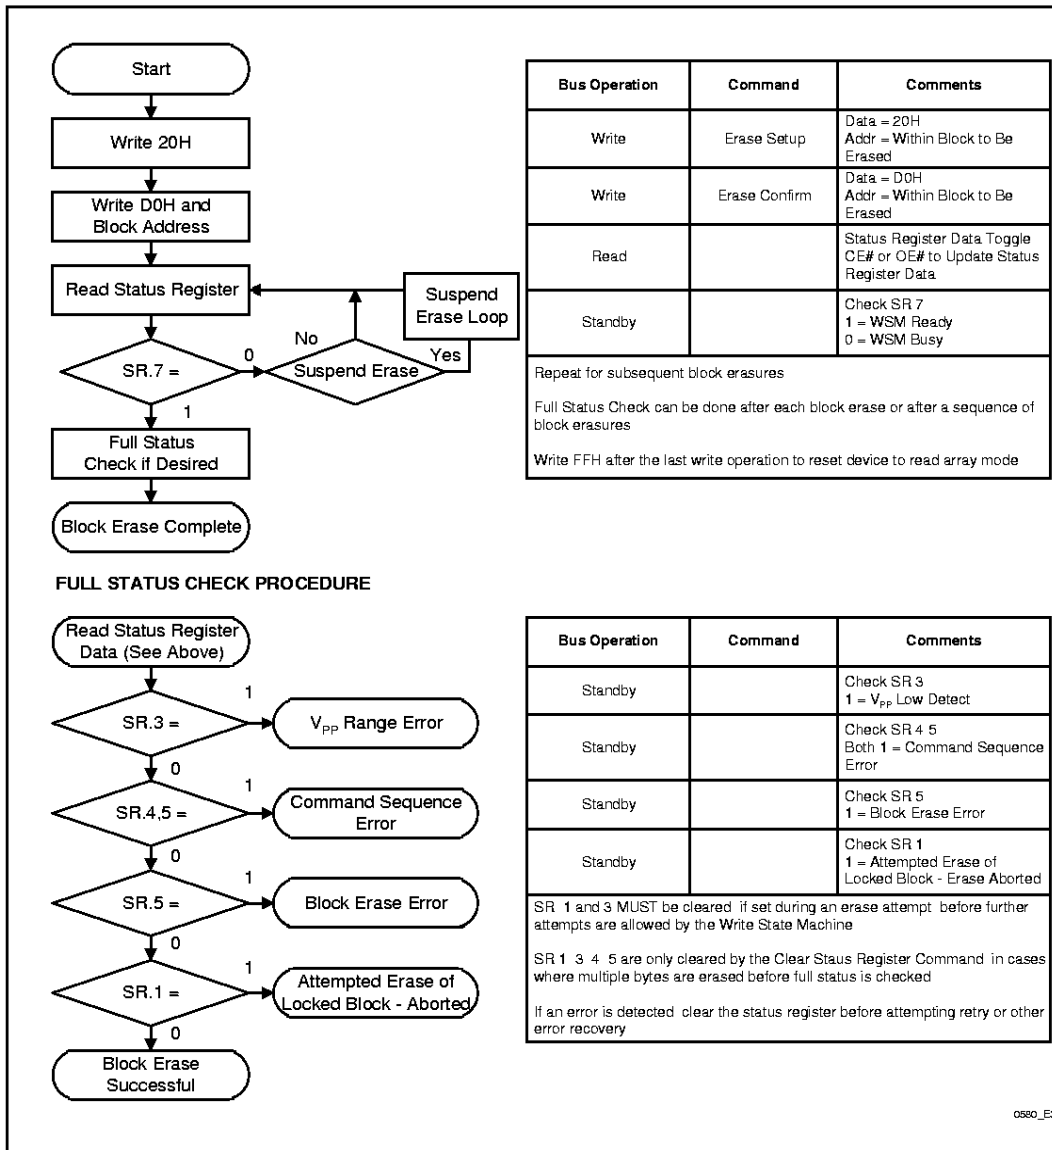 Start
Write 20H
Write D0H and
Block Address
Read Status Register
Suspend
Erase Loop
No
Yes
0
SR.7 =
Suspend Erase
1
Full Status
Check if Desired
Block Erase Complete
Bus Operation Command Comments
Write Erase Setup Data = 20H
Addr = Within Block to Be
Erased
Write Erase Confirm Data = D0H
Addr = Within Block to Be
Erased
Read Status Register Data Toggle
CE# or OE# to Update Status
Register Data
Standby Check SR 7
1 = WSM Ready
0 = WSM Busy
Repeat for subsequent block erasures
Full Status Check can be done after each block erase or after a sequence of
block erasures
Write FFH after the last write operation to reset device to read array mode
FULL STATUS CHECK PROCEDURE
Read Status Register
Data (See Above)
1
SR.3 =
V_PP Range Error
0
1
SR.4,5 =
Command Sequence
Error
0
1
SR.5 =
Block Erase Error
0
1
SR.1 =
Attempted Erase of
Locked Block - Aborted
0
Block Erase
Successful
Bus Operation Command Comments
Standby Check SR 3
1 = V_PP Low Detect
Standby Check SR 4 5
Both 1 = Command Sequence
Error
Standby Check SR 5
1 = Block Erase Error
Standby Check SR 1
1 = Attempted Erase of
Locked Block - Erase Aborted
SR 1 and 3 MUST be cleared if set during an erase attempt before further
attempts are allowed by the Write State Machine
SR 1 3 4 5 are only cleared by the Clear Staus Register Command in cases
where multiple bytes are erased before full status is checked
If an error is detected clear the status register before attempting retry or other
error recovery